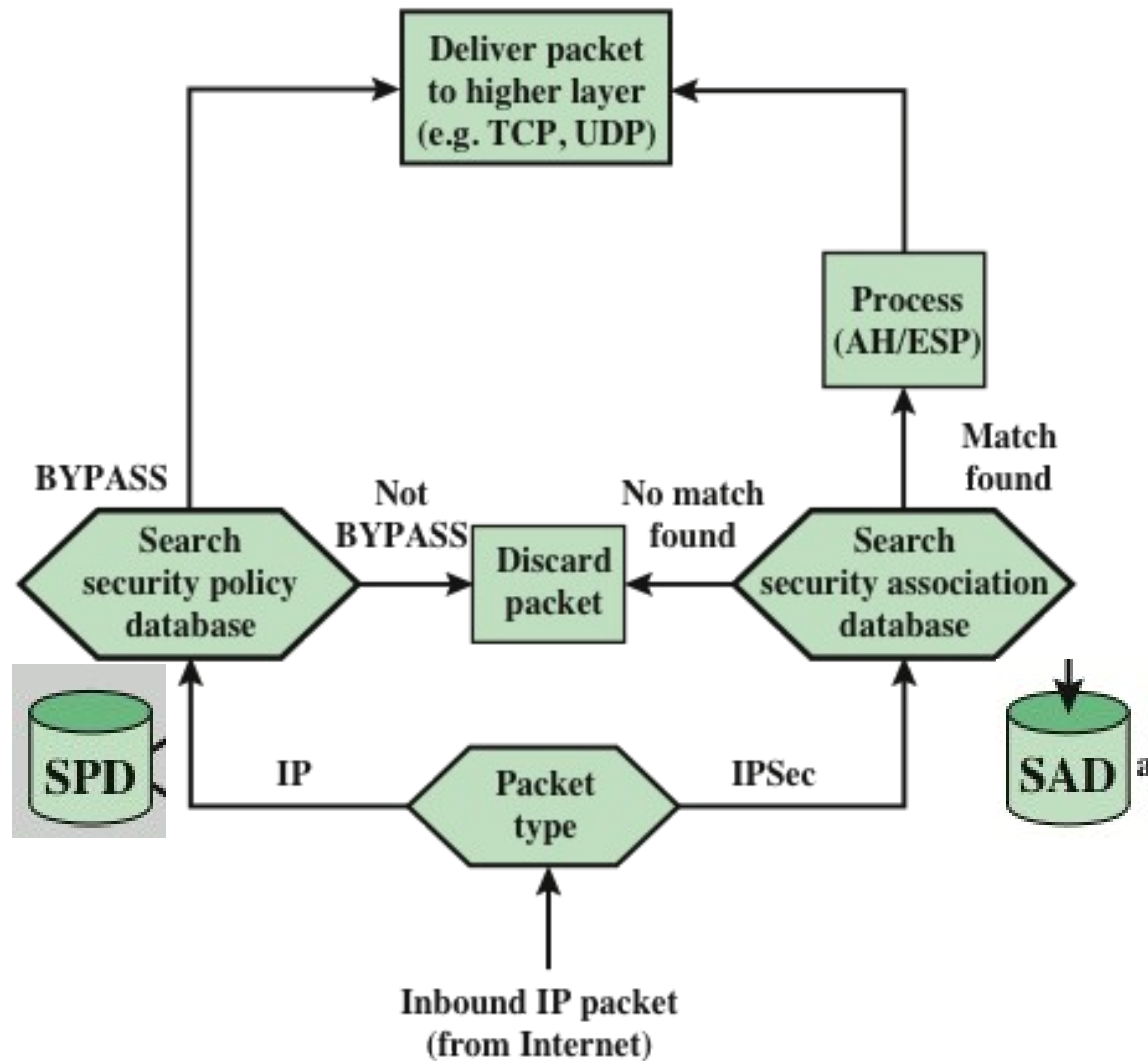 Deliver packet
to higher layer
(e.g. TCP, UDP)
Process
(AH/ESP)
BYPASS
Not
BYPASS
No match
found
Match
found
Search
security policy
database
Discard
packet
Search
security association
database
SPD
IP
Packet
type
IPSec
SAD
a
Inbound IP packet
(from Internet)